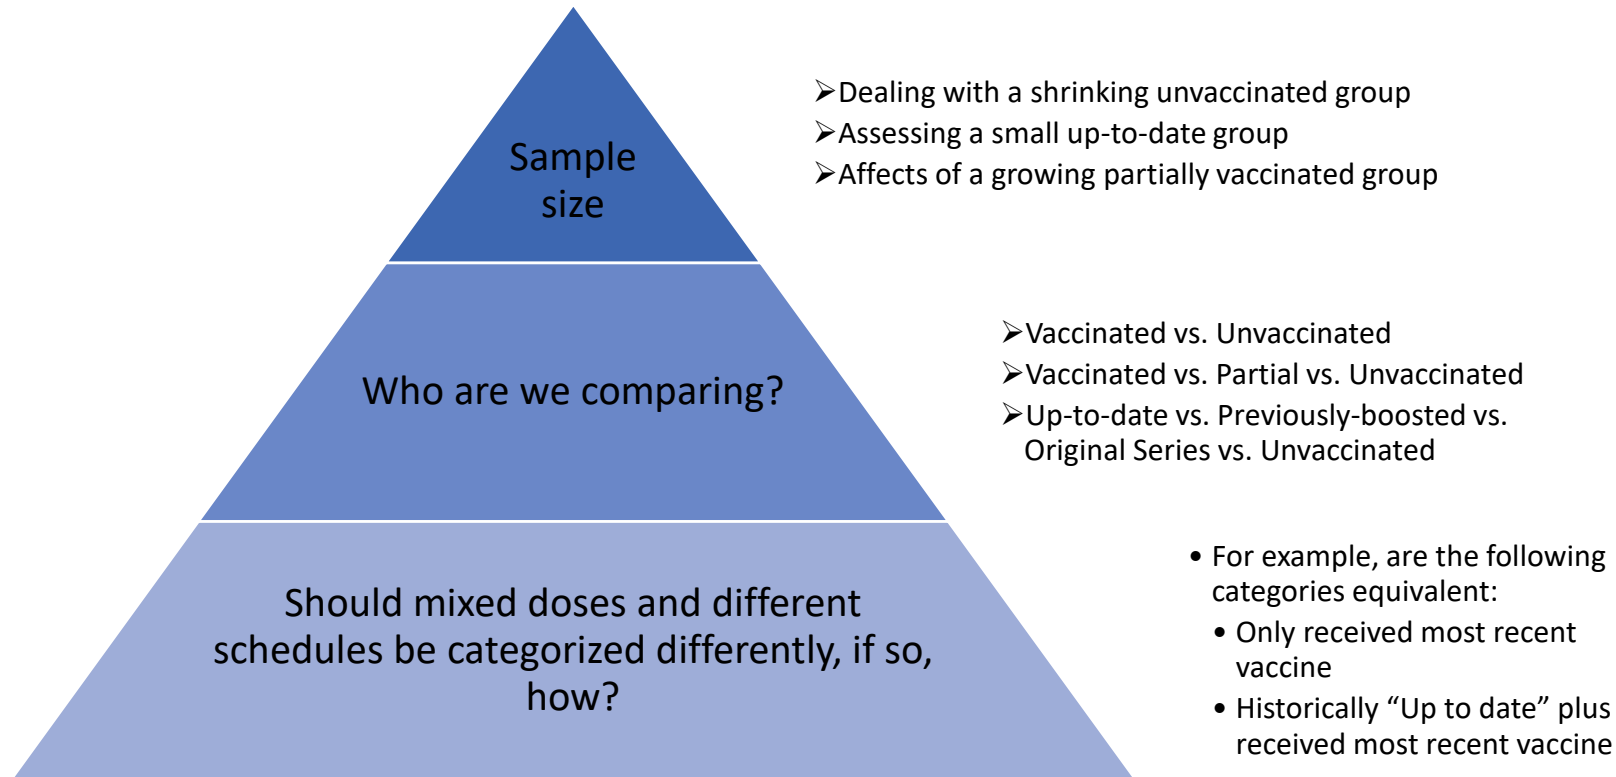 Sample
size
➢Dealing with a shrinking unvaccinated group
➢Assessing a small up-to-date group
➢Affects of a growing partially vaccinated group
Who are we comparing?
➢Vaccinated vs. Unvaccinated
➢Vaccinated vs. Partial vs. Unvaccinated
➢Up-to-date vs. Previously-boosted vs.
Original Series vs. Unvaccinated
Should mixed doses and different
schedules be categorized differently, if so,
how?
• For example, are the following
categories equivalent:
• Only received most recent
vaccine
• Historically “Up to date” plus
received most recent vaccine